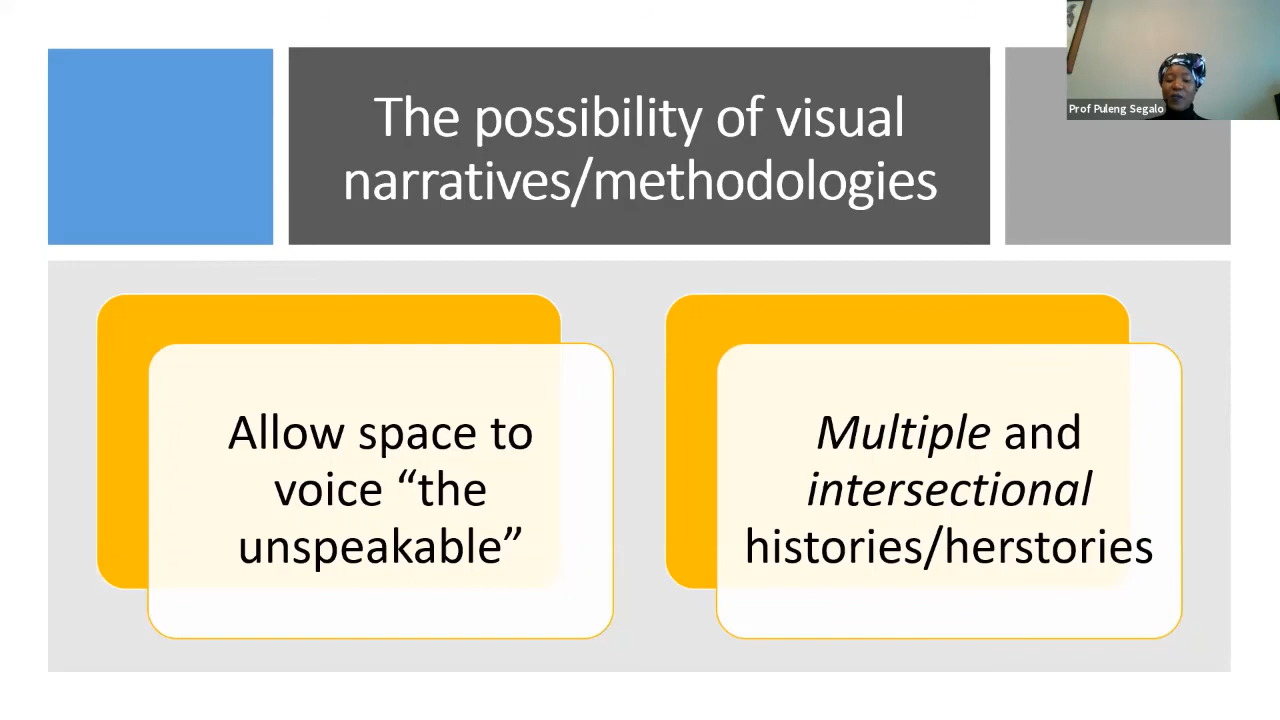 The possibility of visual
narratives/methodologies
Prof Puleng Segalo
Allow space to
voice “the
unspeakable”
Multiple and
intersectional
histories/herstories